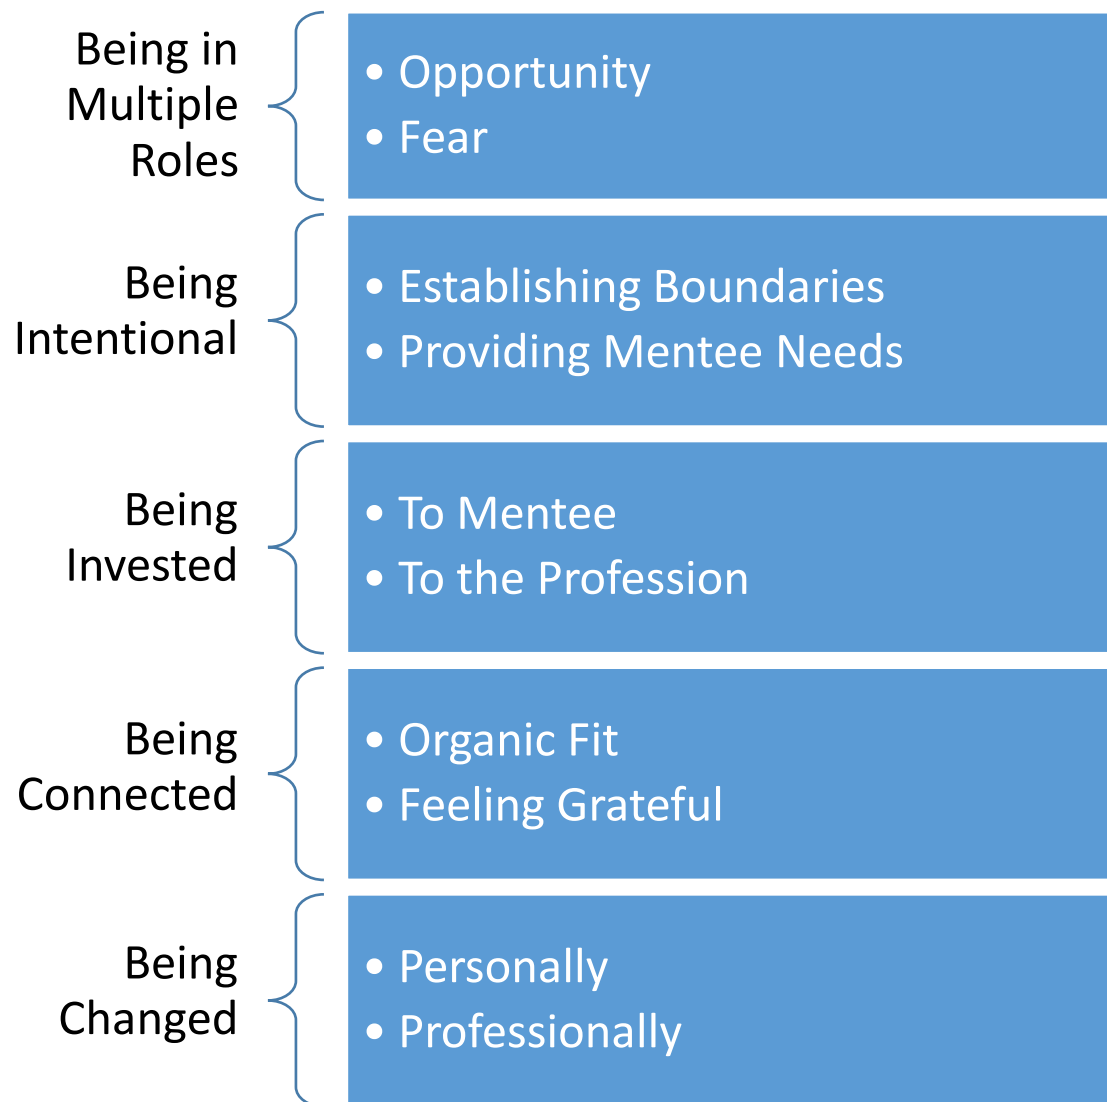 Being in
Multiple
Roles
• Opportunity
• Fear
Being
Intentional
• Establishing Boundaries
• Providing Mentee Needs
Being
Invested
• To Mentee
• To the Profession
Being
Connected
• Organic Fit
• Feeling Grateful
Being
Changed
• Personally
• Professionally